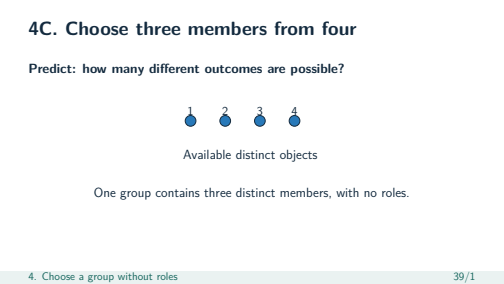 4C. Choose three members from four
Predict: how many different outcomes are possible?
1 2 3 4
Available distinct objects
One group contains three distinct members, with no roles.
4. Choose a group without roles 39/1